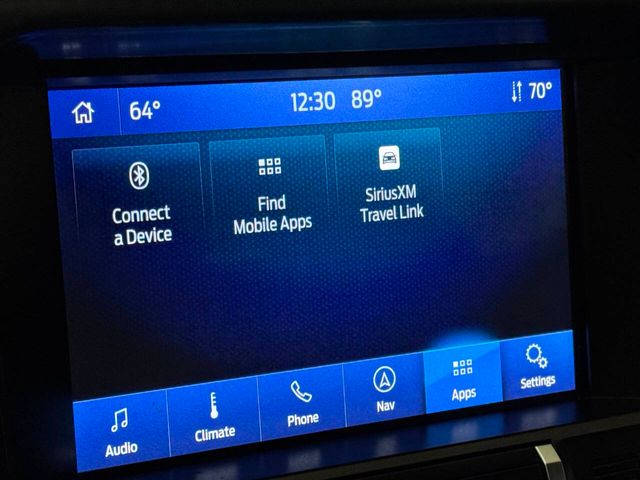 64° 12:30 89° 70°
Connect
a Device
Find
Mobile Apps
SiriusXM
Travel Link
Audio
Climate
Phone
Nav
Apps
Settings